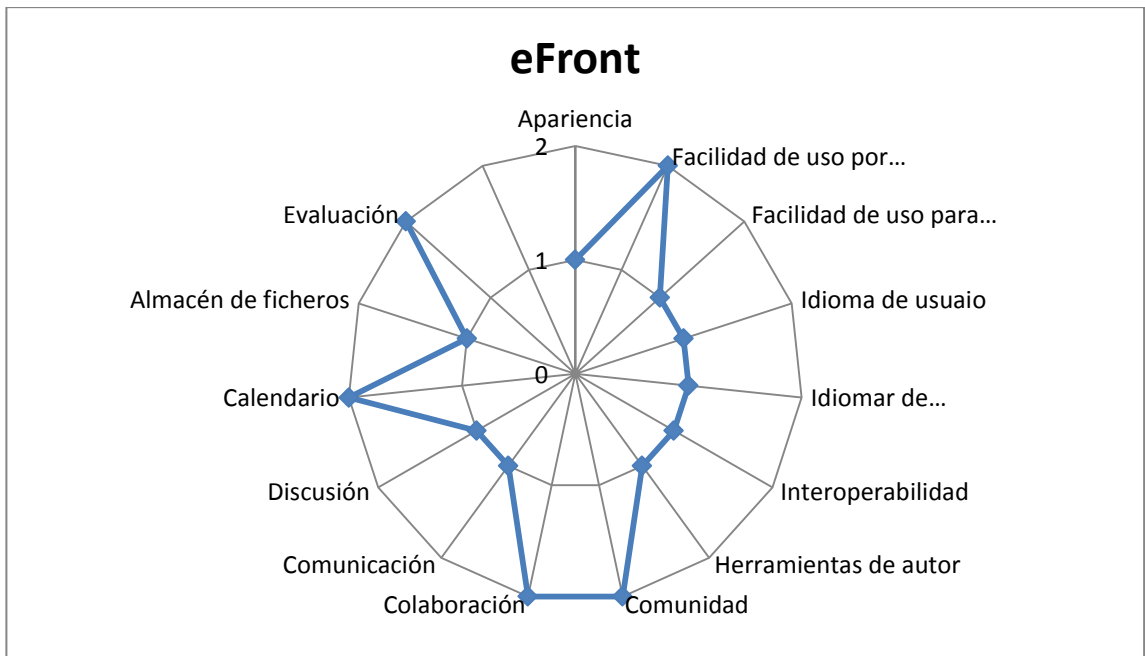 eFront
Apariencia
2
Facilidad de uso por...
Evaluación
Facilidad de uso para...
1
Almacén de ficheros
Idioma de usuaio
0
Calendario
Idiomar de...
Discusión
Interoperabilidad
Comunicación
Herramientas de autor
Colaboración
Comunidad